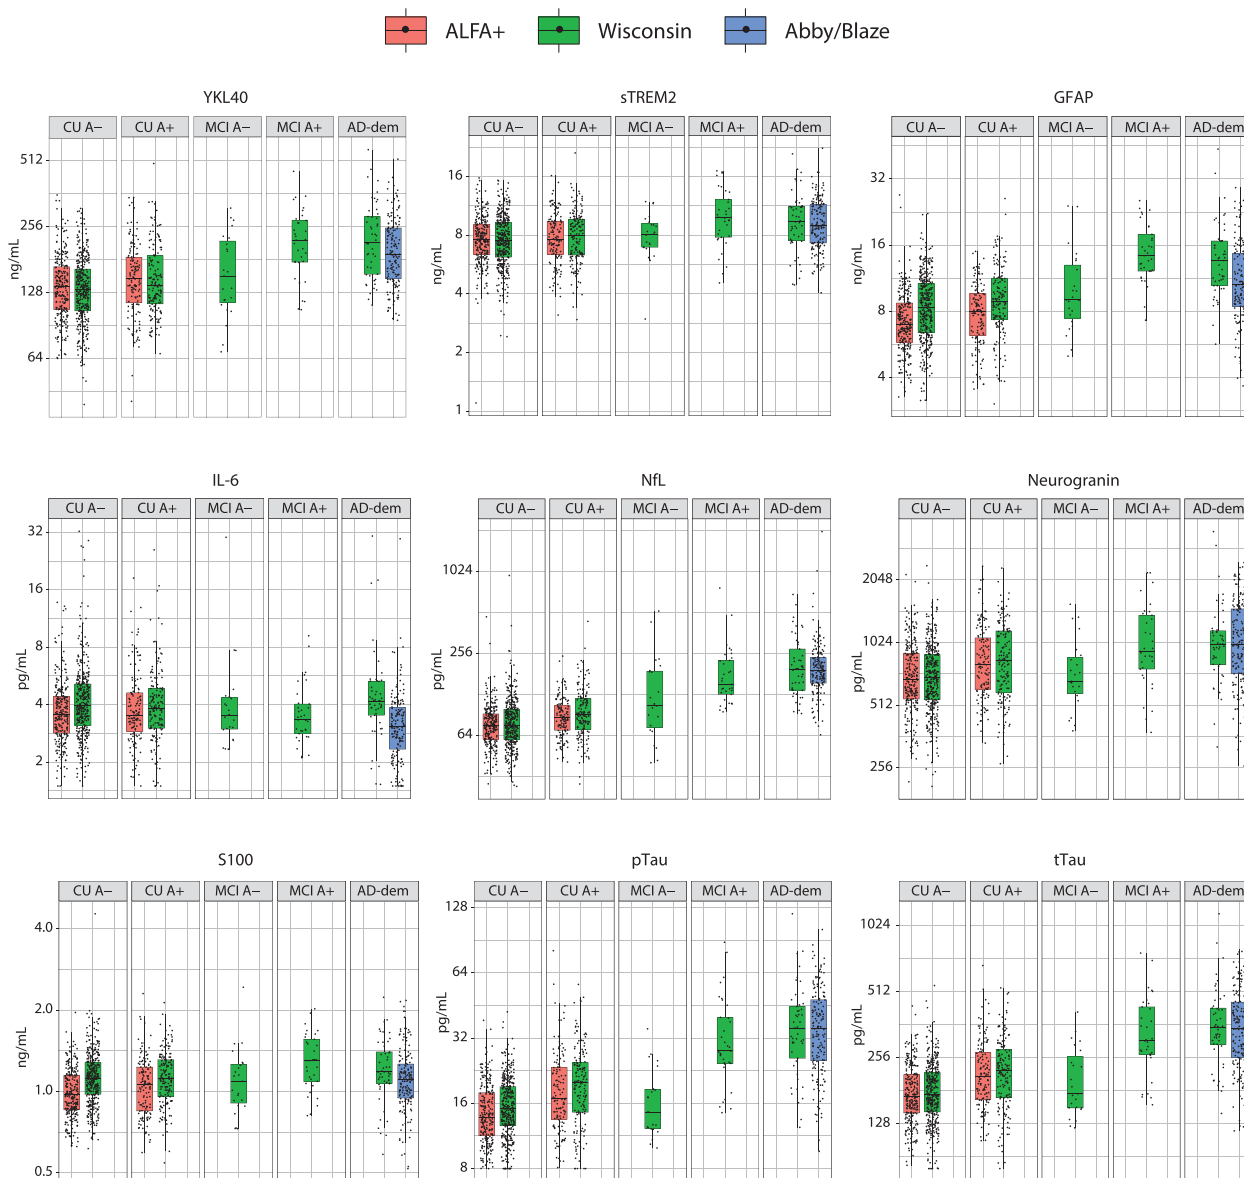 ALFA+ Wisconsin Abby/Blaze
YKL40 sTREM2 GFAP
CU A− CU A+ MCI A− MCI A+ AD-dem CU A− CU A+ MCI A− MCI A+ AD-dem CU A− CU A+ MCI A− MCI A+ AD-dem
ng/mL
512
256
128
64
ng/mL
16
8
4
2
1
ng/mL
32
16
8
4
IL-6 NfL Neurogranin
CU A− CU A+ MCI A− MCI A+ AD-dem CU A− CU A+ MCI A− MCI A+ AD-dem CU A− CU A+ MCI A− MCI A+ AD-dem
pg/mL
32
16
8
4
2
pg/mL
1024
256
64
pg/mL
2048
1024
512
256
S100 pTau tTau
CU A− CU A+ MCI A− MCI A+ AD-dem CU A− CU A+ MCI A− MCI A+ AD-dem CU A− CU A+ MCI A− MCI A+ AD-dem
ng/mL
4.0
2.0
1.0
0.5
pg/mL
128
64
32
16
8
pg/mL
1024
512
256
128